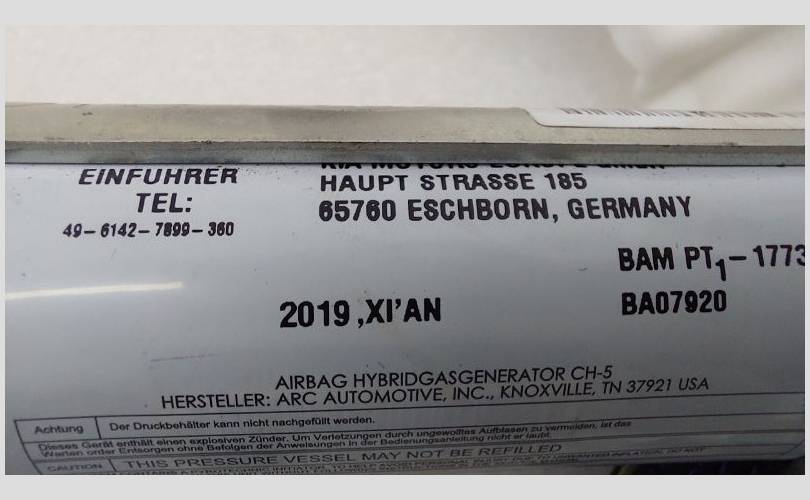 EINFUHRER
TEL:
49-6142-7899-360
HAUPT STRASSE 185
65760 ESCHBORN, GERMANY
BAM PT1-1773
BA07920
2019,XI'AN
AIRBAG HYBRIDGASGENERATOR CH-5
HERSTELLER: ARC AUTOMOTIVE, INC., KNOXVILLE, TN 37921 USA
Achtung Der Druckbehälter kann nicht nachgefüllt werden.
Dieses Gerät enthält einen explosiven Zünder. Um Verletzungen durch ungewolltes Aufblasen zu vermeiden, ist das
Warten order Entsorgen ohne Befolgen der Anweisungen in der Bedienungsanleitung nicht er laubt.
CAUTION THIS PRESSURE VESSEL MAY NOT BE REFILLED